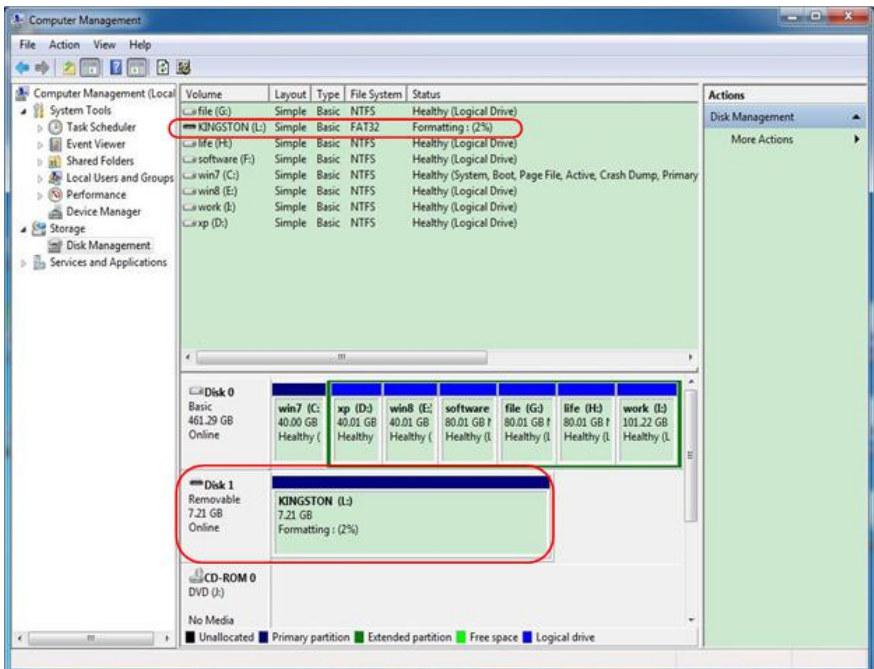 Computer Management
File Action View Help
Computer Management (Local
System Tools
Task Scheduler
Event Viewer
Shared Folders
Local Users and Groups
Performance
Device Manager
Storage
Disk Management
Services and Applications
Volume Layout Type File System Status
file (G:) Simple Basic NTFS Healthy (Logical Drive)
KINGSTON (L:) Simple Basic FAT32 Formatting : (2%)
life (H:) Simple Basic NTFS Healthy (Logical Drive)
software (F:) Simple Basic NTFS Healthy (Logical Drive)
win7 (C:) Simple Basic NTFS Healthy (System, Boot, Page File, Active, Crash Dump, Primary
win8 (E:) Simple Basic NTFS Healthy (Logical Drive)
work (I:) Simple Basic NTFS Healthy (Logical Drive)
xp (D:) Simple Basic NTFS Healthy (Logical Drive)
Disk 0
Basic
461.29 GB
Online
win7 (C:
40.00 GB
Healthy (
xp (D:)
40.01 GB
Healthy
win8 (E:
40.01 GB
Healthy (
software
80.01 GB
Healthy (L
file (G:)
80.01 GB
Healthy (L
life (H:)
80.01 GB
Healthy (L
work (I:)
101.22 GB
Healthy (L
Disk 1
Removable
7.21 GB
Online
KINGSTON (L:)
7.21 GB
Formatting : (2%)
CD-ROM 0
DVD (J:)
No Media
Unallocated Primary partition Extended partition Free space Logical drive
Actions
Disk Management
More Actions